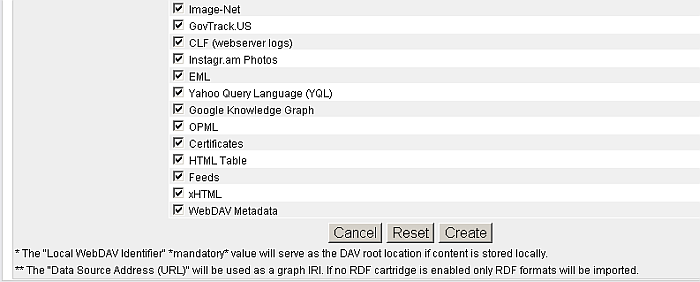 Image-Net
GovTrack.US
CLF (webserver logs)
Instagr.am Photos
EML
Yahoo Query Language (YQL)
Google Knowledge Graph
OPML
Certificates
HTML Table
Feeds
xHTML
WebDAV Metadata
Cancel Reset Create
* The "Local WebDAV Identifier" *mandatory* value will serve as the DAV root location if content is stored locally.
** The "Data Source Address (URL)" will be used as a graph IRI. If no RDF cartridge is enabled only RDF formats will be imported.